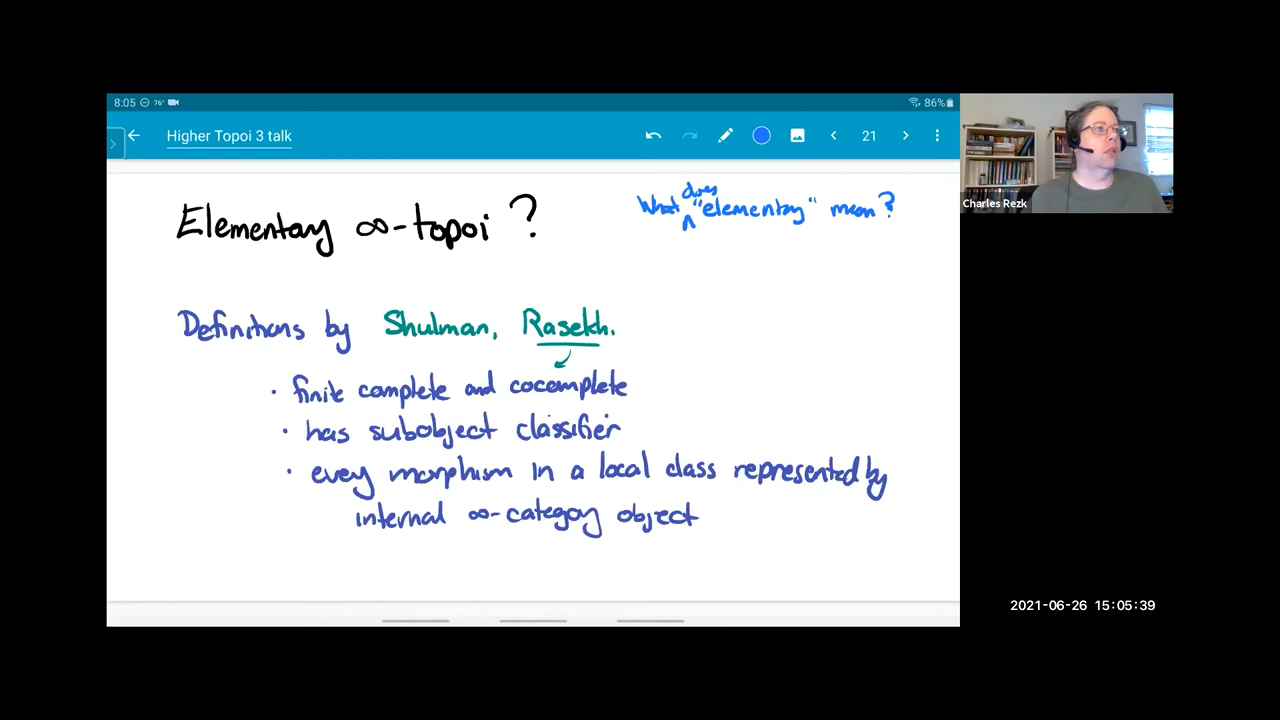 8:05 76° 86%
Higher Topoi 3 talk 21
Elementary ∞-topoi ?
What does "elementary" mean?
Definitions by Shulman, Rasekh.
· finite complete and cocomplete
· has subobject classifier
· every morphism in a local class represented by
internal ∞-category object
Charles Rezk
2021-06-26 15:05:39